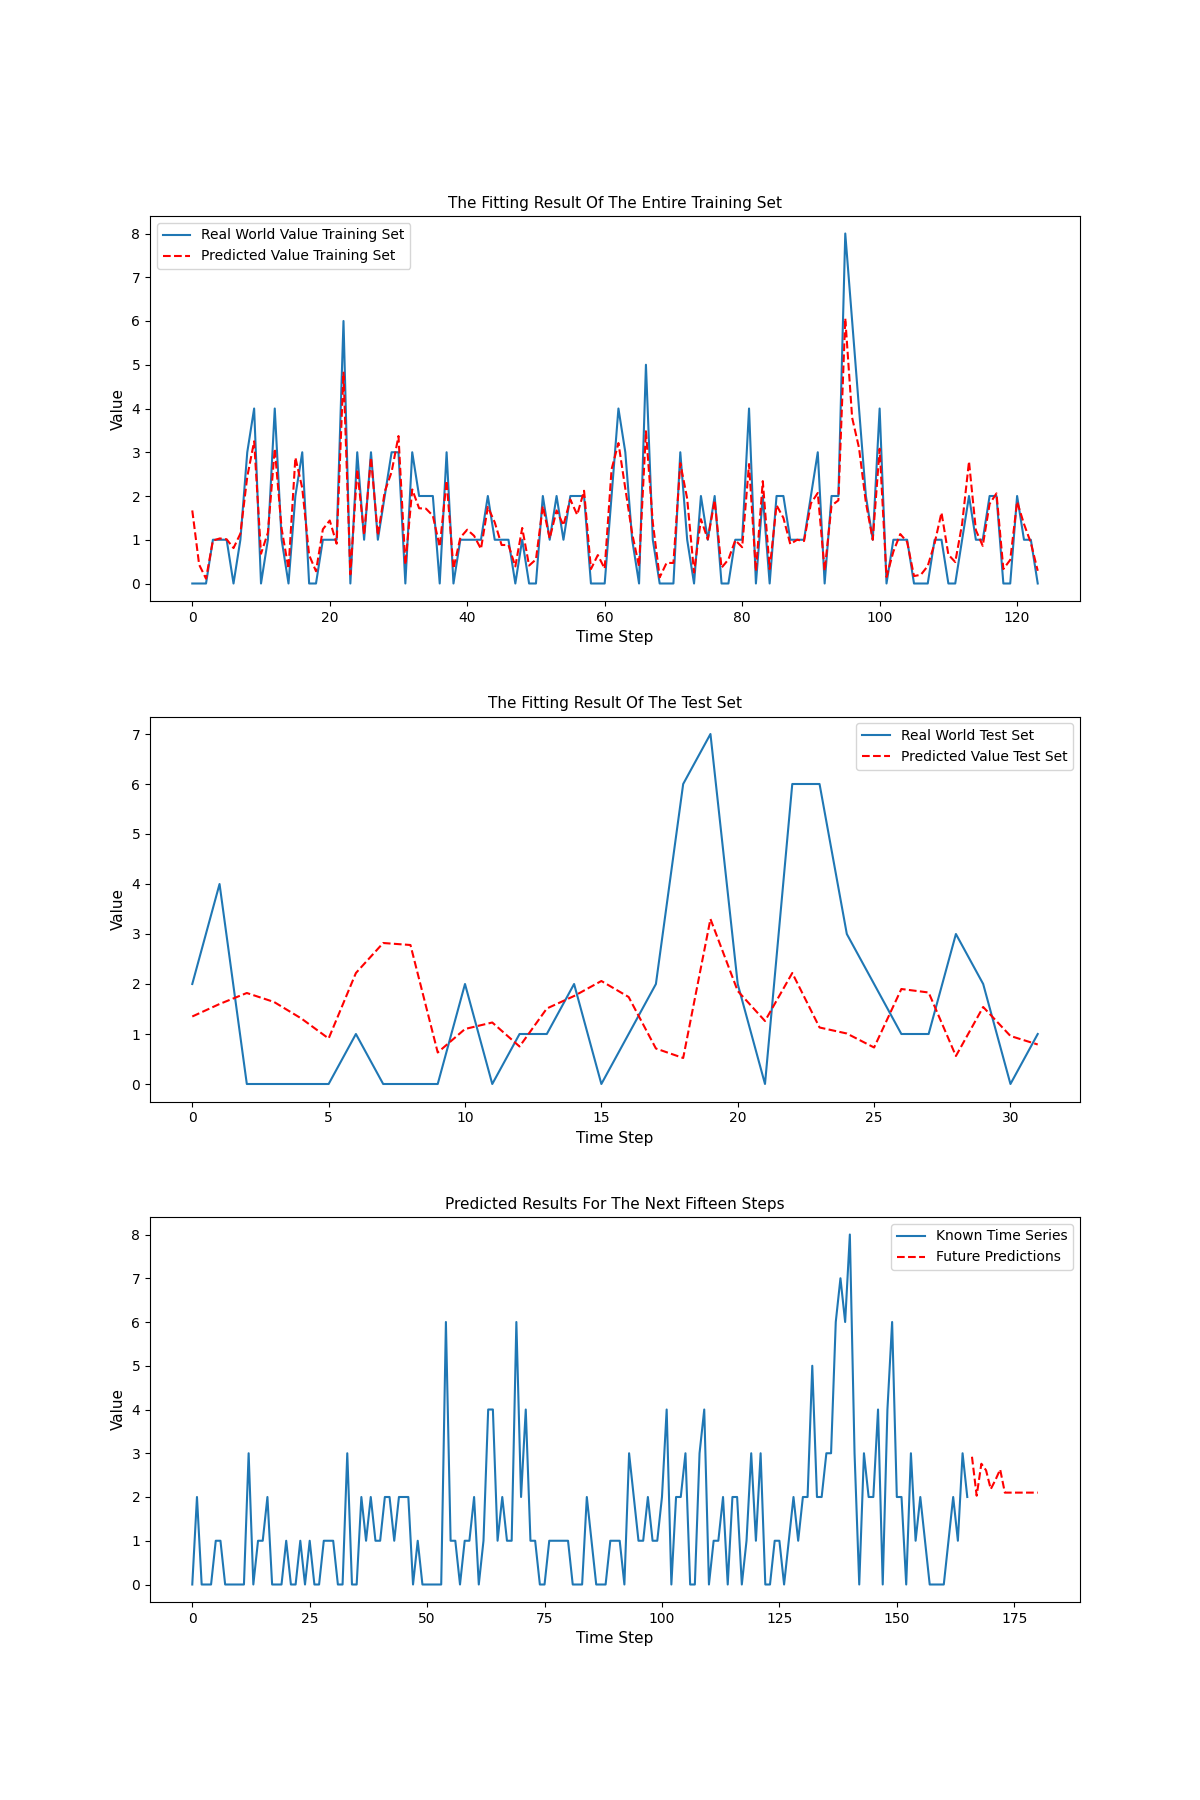 The Fitting Result Of The Entire Training Set
Real World Value Training Set
Predicted Value Training Set
8
7
6
5
4
3
2
1
0
Value
0 20 40 60 80 100 120
Time Step
The Fitting Result Of The Test Set
Real World Test Set
Predicted Value Test Set
7
6
5
4
3
2
1
0
Value
0 5 10 15 20 25 30
Time Step
Predicted Results For The Next Fifteen Steps
Known Time Series
Future Predictions
8
7
6
5
4
3
2
1
0
Value
0 25 50 75 100 125 150 175
Time Step